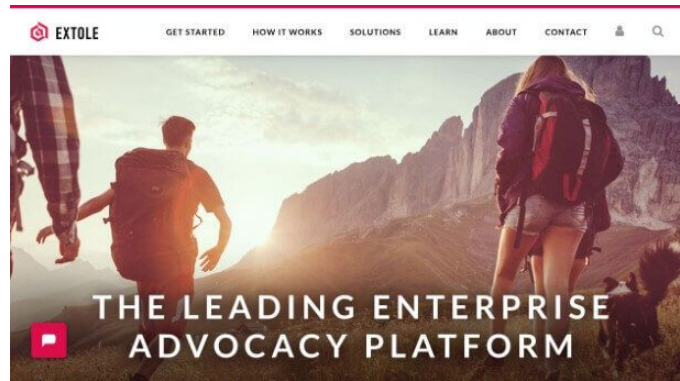 EXTOLE
GET STARTED HOW IT WORKS SOLUTIONS LEARN ABOUT CONTACT
THE LEADING ENTERPRISE
ADVOCACY PLATFORM